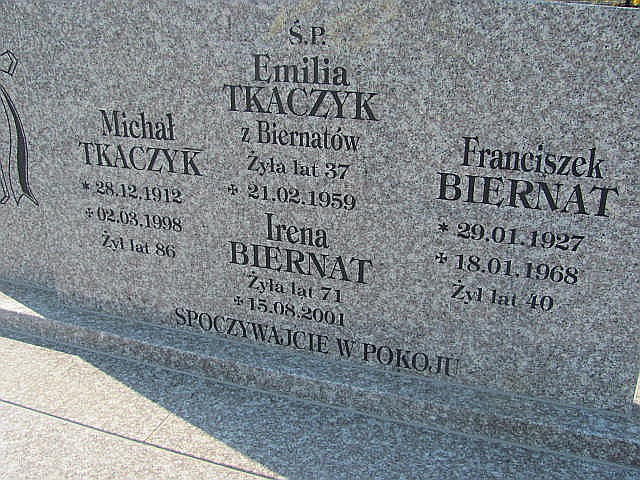 Ś.P.
Emilia
TKACZYK
z Biernatów
Żyła lat 37
✠ 21.02.1959
Michał
TKACZYK
* 28.12.1912
✠ 02.03.1998
Żył lat 86
Irena
BIERNAT
Żyła lat 71
✠ 15.08.2001
Franciszek
BIERNAT
* 29.01.1927
✠ 18.01.1968
Żył lat 40
SPOCZYWAJCIE W POKOJU